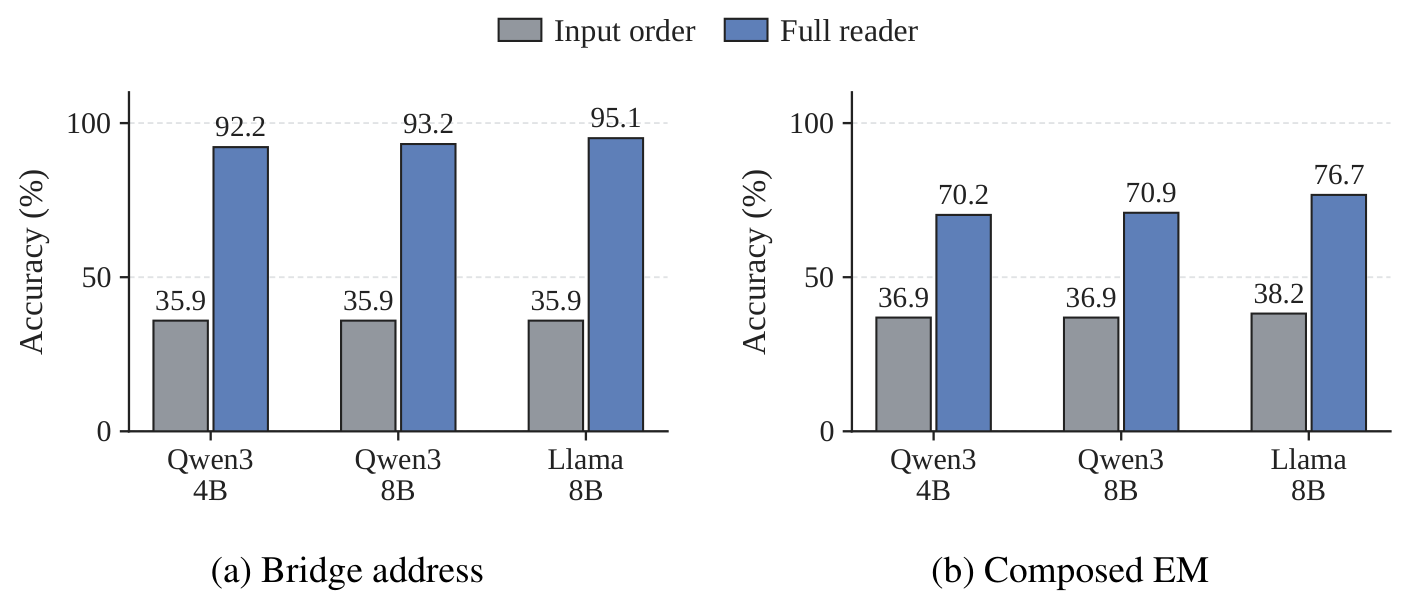 Input order Full reader
Accuracy (%)
100
50
0
92.2
93.2
95.1
35.9
35.9
35.9
Qwen3
4B
Qwen3
8B
Llama
8B
(a) Bridge address
Accuracy (%)
100
50
0
70.2
70.9
76.7
36.9
36.9
38.2
Qwen3
4B
Qwen3
8B
Llama
8B
(b) Composed EM